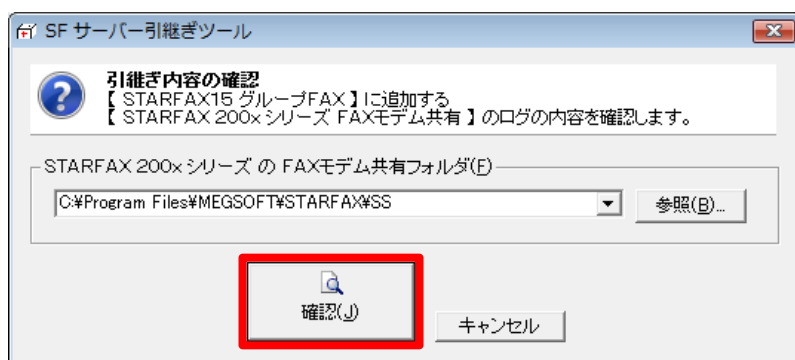 SF サーバー引継ぎツール
引継ぎ内容の確認
【 STARFAX15 グループFAX 】に追加する
【 STARFAX 200x シリーズ FAXモデム共有 】のログの内容を確認します。
STARFAX 200x シリーズ の FAXモデム共有フォルダ(F)
C:¥Program Files¥MEGSOFT¥STARFAX¥SS
参照(B)...
確認(J)
キャンセル